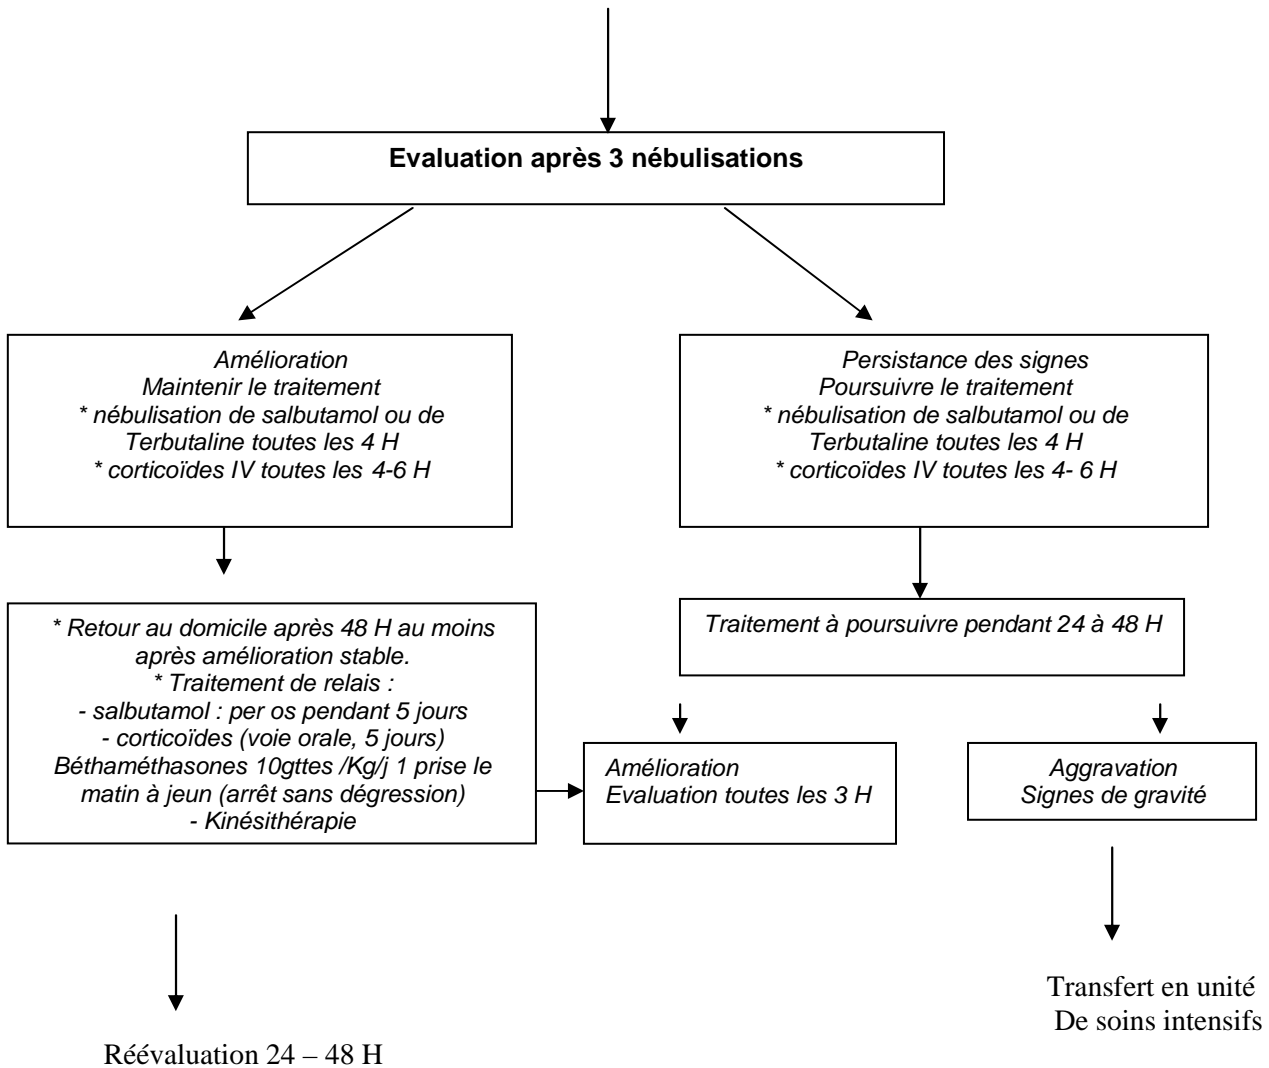 Evaluation après 3 nébulisations
Amélioration
Maintenir le traitement
* nébulisation de salbutamol ou de
Terbutaline toutes les 4 H
* corticoïdes IV toutes les 4-6 H
Persistance des signes
Poursuivre le traitement
* nébulisation de salbutamol ou de
Terbutaline toutes les 4 H
* corticoïdes IV toutes les 4- 6 H
* Retour au domicile après 48 H au moins
après amélioration stable.
* Traitement de relais :
- salbutamol : per os pendant 5 jours
- corticoïdes (voie orale, 5 jours)
Béthaméthasones 10gttes /Kg/j 1 prise le
matin à jeun (arrêt sans dégression)
- Kinésithérapie
Traitement à poursuivre pendant 24 à 48 H
Amélioration
Evaluation toutes les 3 H
Aggravation
Signes de gravité
Transfert en unité
De soins intensifs
Réévaluation 24 – 48 H